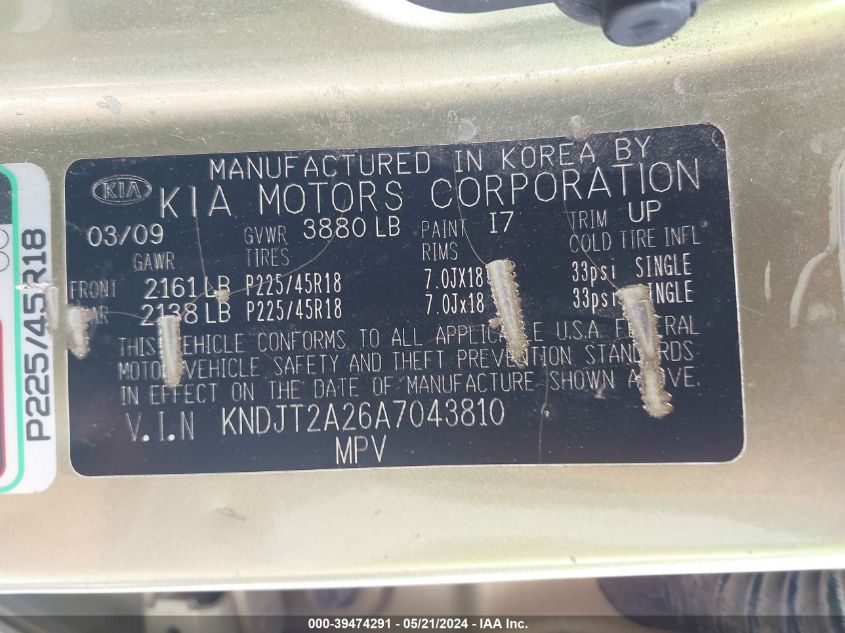 MANUFACTURED IN KOREA BY
KIA KIA MOTORS CORPORATION
03/09 GVWR 3880 LB PAINT I7 TRIM UP
GAWR TIRES RIMS COLD TIRE INFL
FRONT 2161 LB P225/45R18 7.0JX18 33psi SINGLE
2138 LB P225/45R18 7.0Jx18 33psi
THIS VEHICLE CONFORMS TO ALL U.S.A. FEDERAL
MOTOR VEHICLE SAFETY AND THEFT PREVENTION STANDARDS
IN EFFECT ON THE DATE OF MANUFACTURE SHOWN
V.I.N KNDJT2A26A7043810
MPV
P225/45R18
000-39474291 - 05/21/2024 - © IAA, Inc.